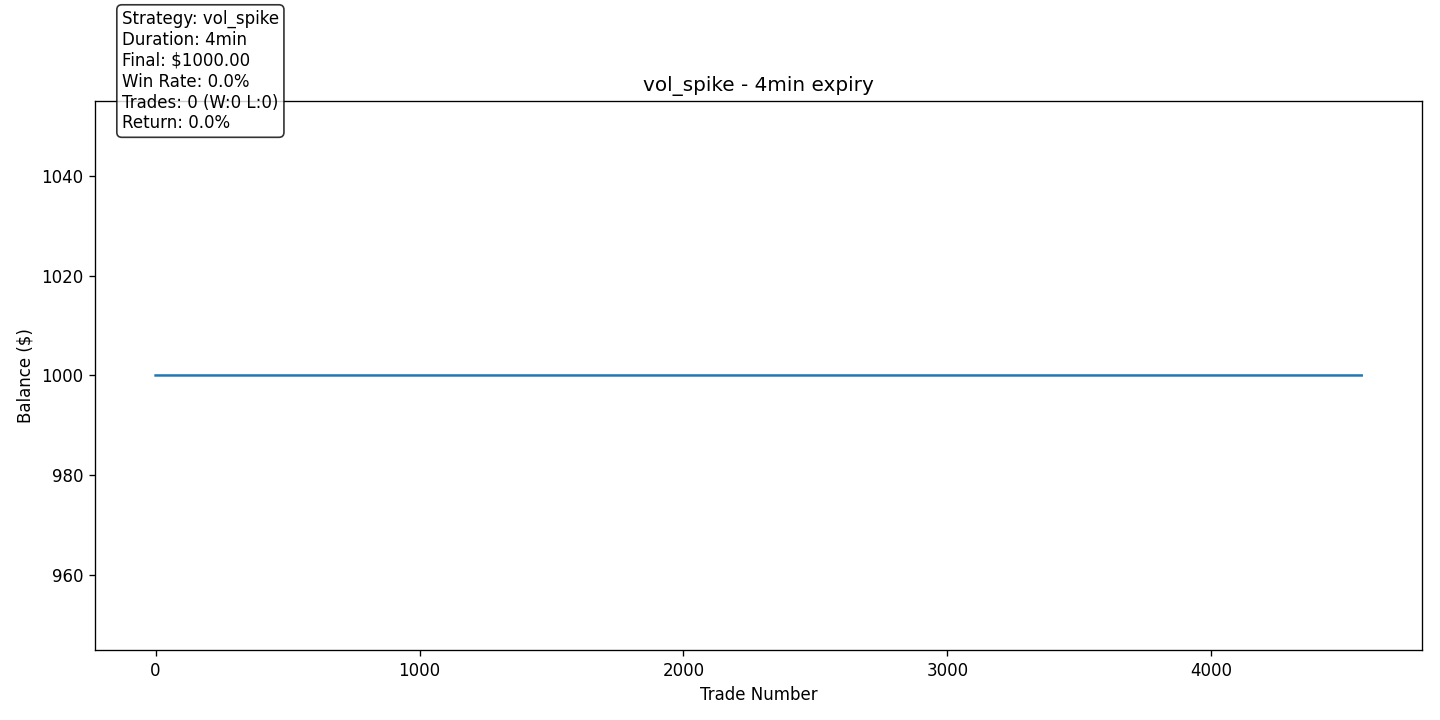 Strategy: vol_spike
Duration: 4min
Final: $1000.00
Win Rate: 0.0%
Trades: 0 (W:0 L:0)
Return: 0.0%
vol_spike - 4min expiry
1040
1020
1000
980
960
Balance ($)
0 1000 2000 3000 4000
Trade Number